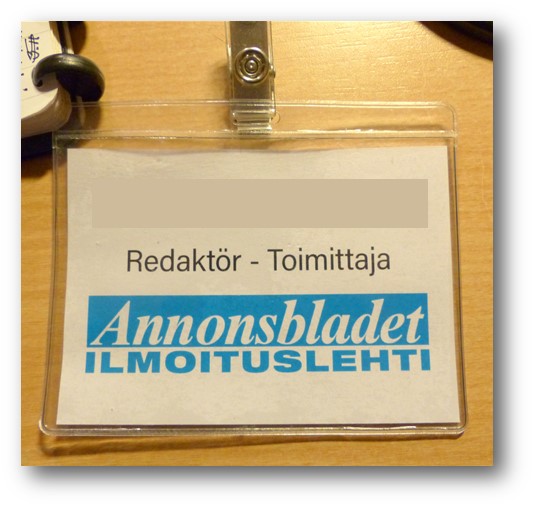 Redaktör - Toimittaja
Annonsbladet
ILMOITUSLEHTI